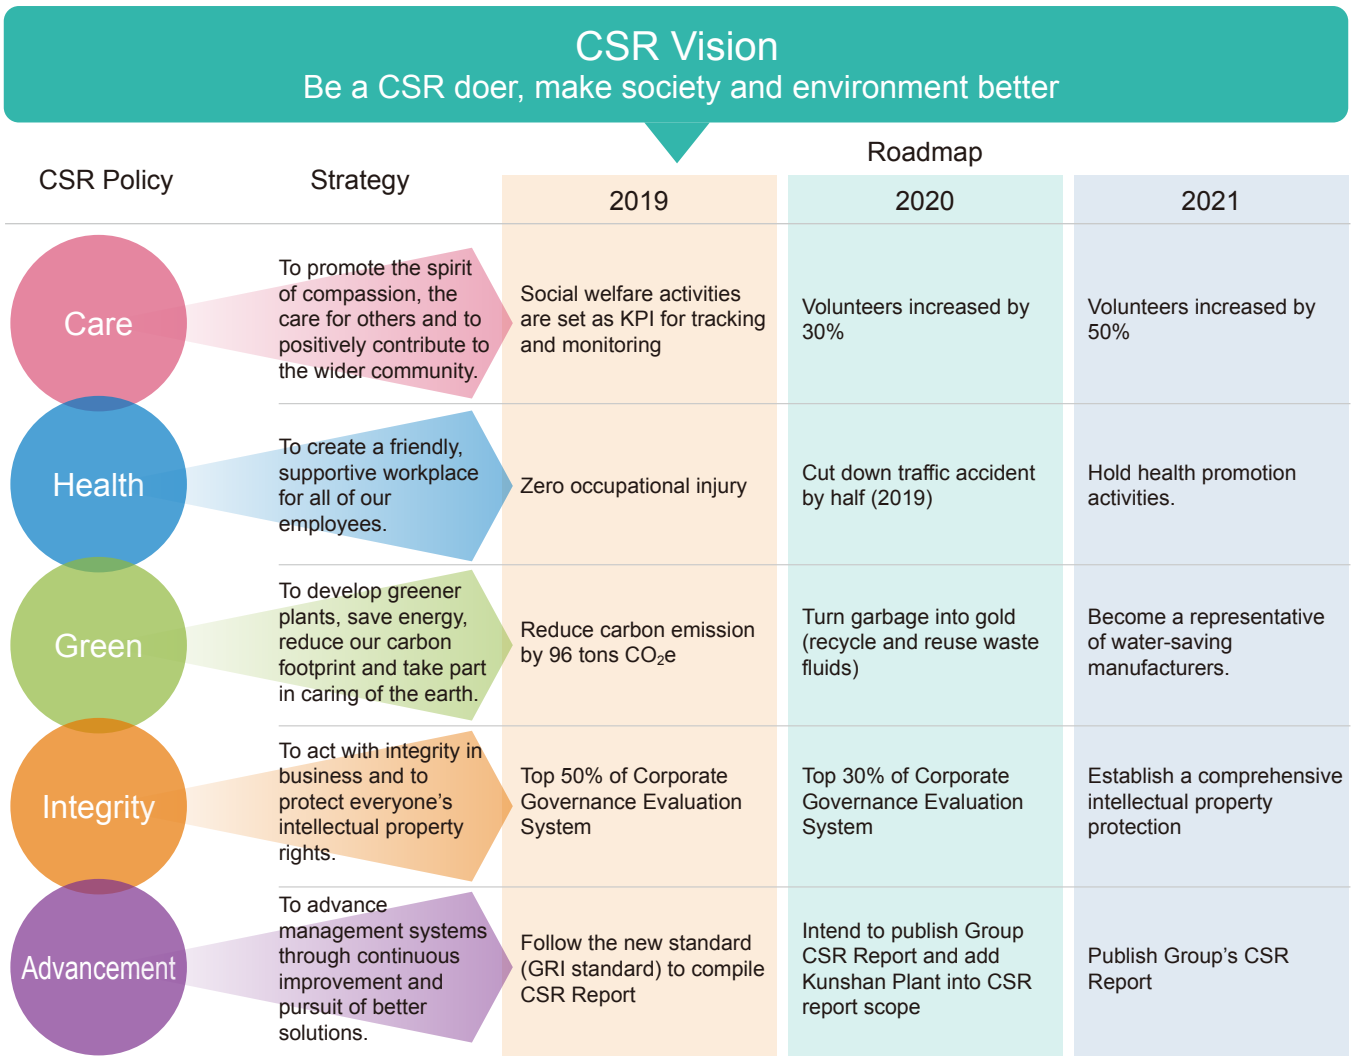 CSR Vision
Be a CSR doer, make society and environment better
CSR Policy
Strategy
Roadmap
2019
2020
2021
Care
To promote the spirit
of compassion, the
care for others and to
positively contribute to
the wider community.
Social welfare activities
are set as KPI for tracking
and monitoring
Volunteers increased by
30%
Volunteers increased by
50%
Health
To create a friendly,
supportive workplace
for all of our
employees.
Zero occupational injury
Cut down traffic accident
by half (2019)
Hold health promotion
activities.
Green
To develop greener
plants, save energy,
reduce our carbon
footprint and take part
in caring of the earth.
Reduce carbon emission
by 96 tons CO₂e
Turn garbage into gold
(recycle and reuse waste
fluids)
Become a representative
of water-saving
manufacturers.
Integrity
To act with integrity in
business and to
protect everyone’s
intellectual property
rights.
Top 50% of Corporate
Governance Evaluation
System
Top 30% of Corporate
Governance Evaluation
System
Establish a comprehensive
intellectual property
protection
Advancement
To advance
management systems
through continuous
improvement and
pursuit of better
solutions.
Follow the new standard
(GRI standard) to compile
CSR Report
Intend to publish Group
CSR Report and add
Kunshan Plant into CSR
report scope
Publish Group’s CSR
Report